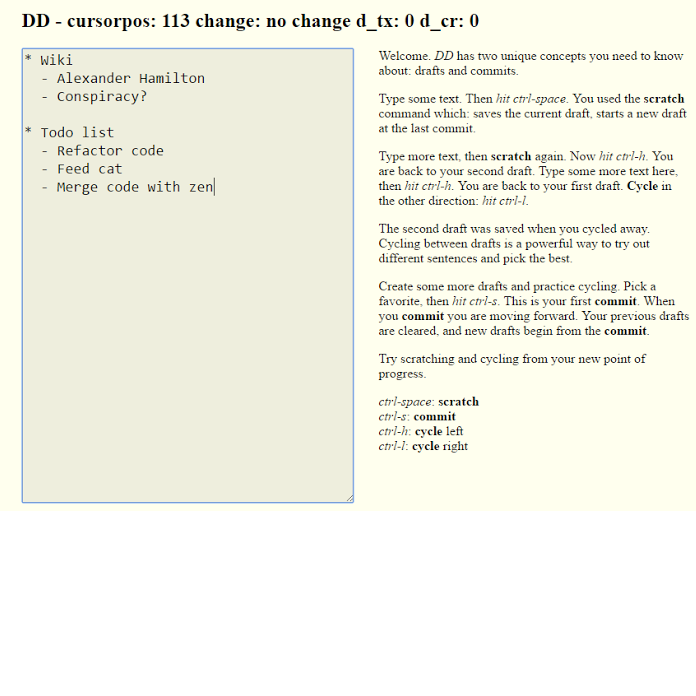 DD - cursorpos: 113 change: no change d_tx: 0 d_cr: 0
* Wiki
- Alexander Hamilton
- Conspiracy?
* Todo list
- Refactor code
- Feed cat
- Merge code with zen
Welcome. DD has two unique concepts you need to know
about: drafts and commits.
Type some text. Then hit ctrl-space. You used the scratch
command which: saves the current draft, starts a new draft
at the last commit.
Type more text, then scratch again. Now hit ctrl-h. You
are back to your second draft. Type some more text here,
then hit ctrl-h. You are back to your first draft. Cycle in
the other direction: hit ctrl-l.
The second draft was saved when you cycled away.
Cycling between drafts is a powerful way to try out
different sentences and pick the best.
Create some more drafts and practice cycling. Pick a
favorite, then hit ctrl-s. This is your first commit. When
you commit you are moving forward. Your previous drafts
are cleared, and new drafts begin from the commit.
Try scratching and cycling from your new point of
progress.
ctrl-space: scratch
ctrl-s: commit
ctrl-h: cycle left
ctrl-l: cycle right